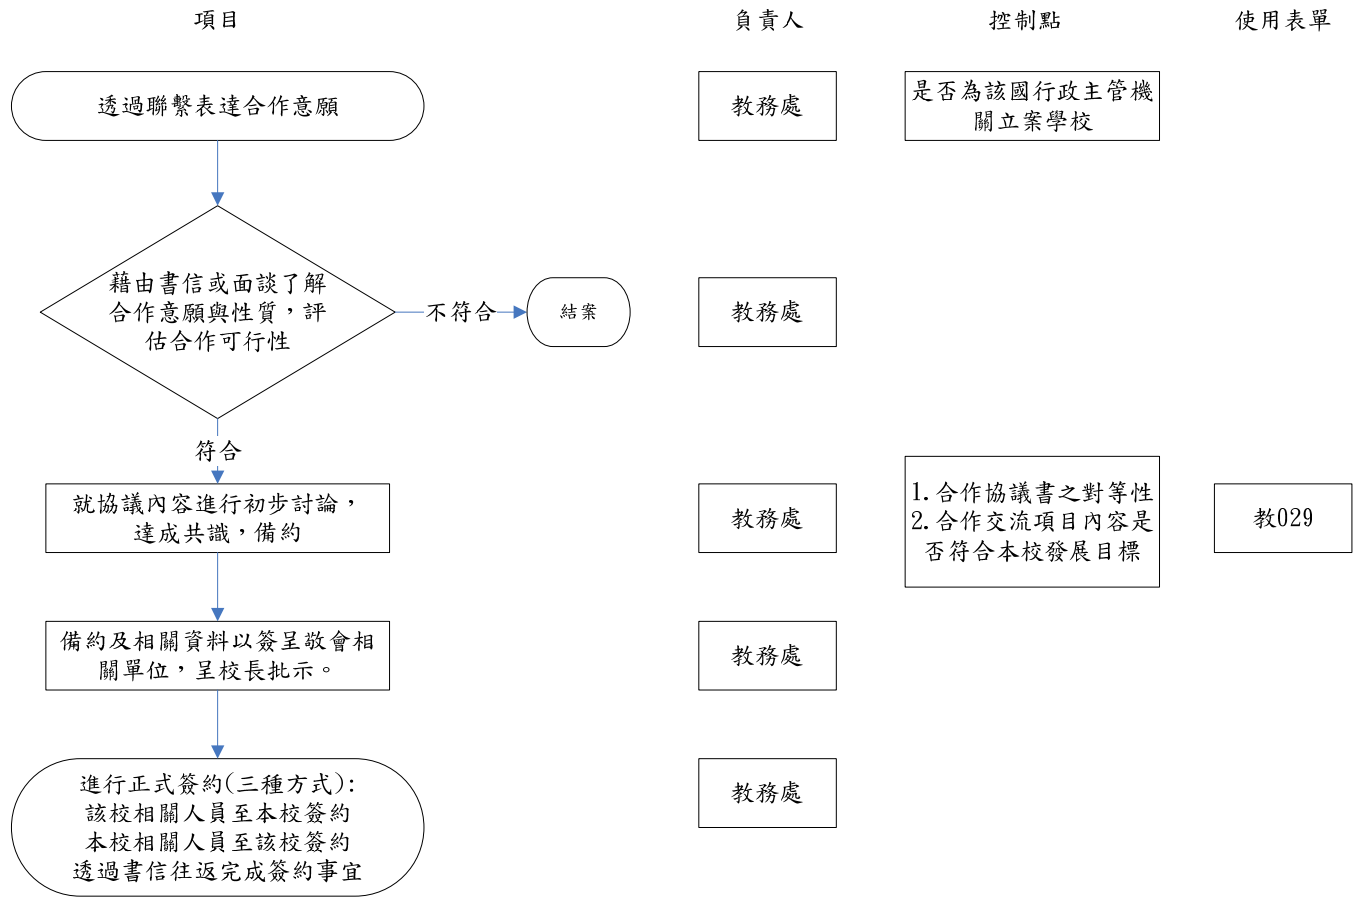 項目
負責人
控制點
使用表單
透過聯繫表達合作意願
教務處
是否為該國行政主管機
關立案學校
藉由書信或面談了解
合作意願與性質，評
估合作可行性
不符合
結案
教務處
符合
就協議內容進行初步討論，
達成共識，備約
教務處
1.合作協議書之對等性
2.合作交流項目內容是
否符合本校發展目標
教029
備約及相關資料以簽呈敬會相
關單位，呈校長批示。
教務處
進行正式簽約(三種方式):
該校相關人員至本校簽約
本校相關人員至該校簽約
透過書信往返完成簽約事宜
教務處